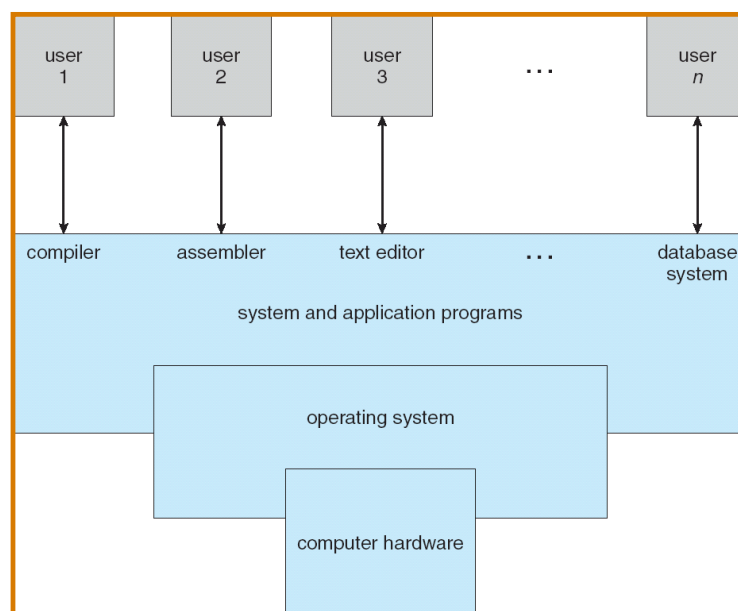 user
1
user
2
user
3
...
user
n
compiler
assembler
text editor
...
database
system
system and application programs
operating system
computer hardware